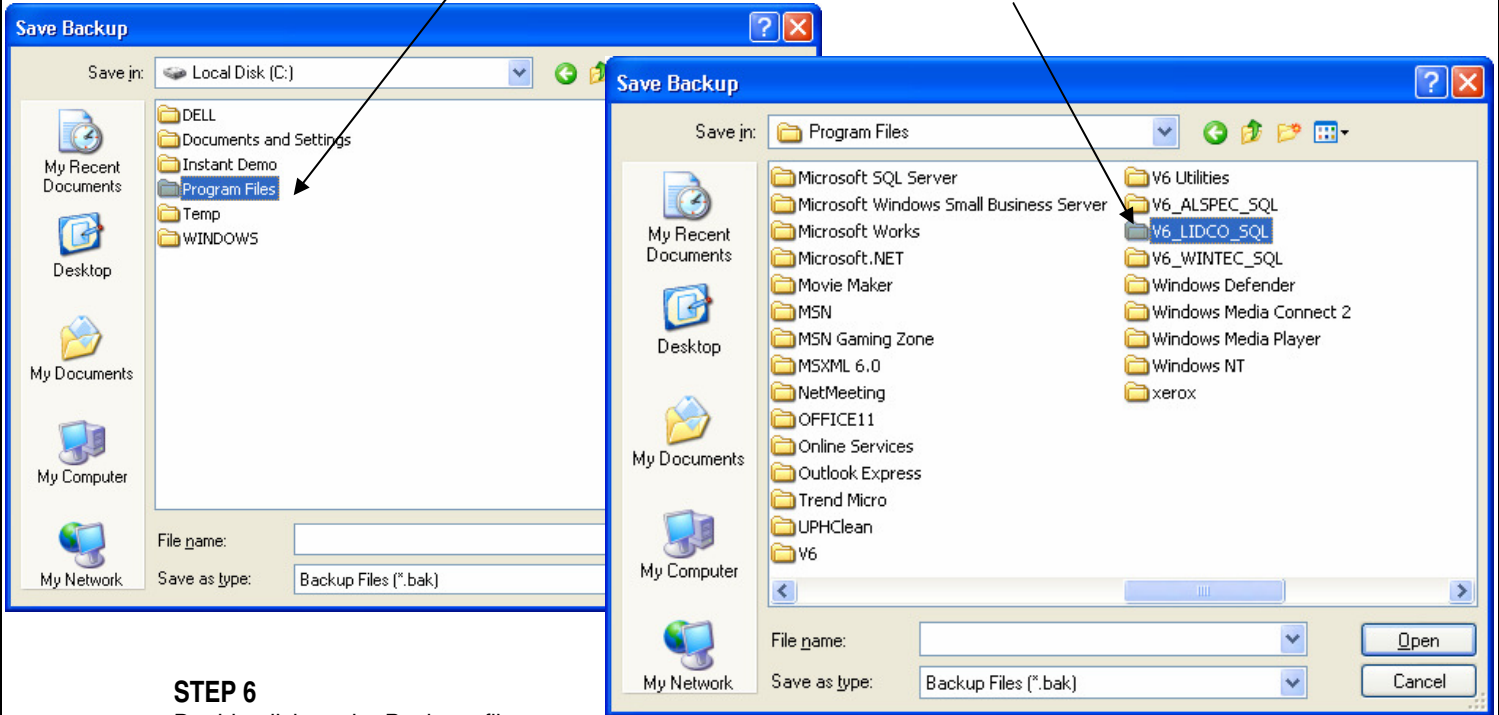 Save Backup
Save in:
Local Disk (C:)
My Recent Documents
Desktop
My Documents
My Computer
My Network
DELL
Documents and Settings
Instant Demo
Program Files
Temp
WINDOWS
File name:
Save as type:
Backup Files (*.bak)
Save Backup
Save in:
Program Files
My Recent Documents
Desktop
My Documents
My Computer
My Network
Microsoft SQL Server
Microsoft Windows Small Business Server
Microsoft Works
Microsoft.NET
Movie Maker
MSN
MSN Gaming Zone
MSXML 6.0
NetMeeting
OFFICE11
Online Services
Outlook Express
Trend Micro
UPHClean
V6
V6 Utilities
V6_ALSPEC_SQL
V6_LIDCO_SQL
V6_WINTEC_SQL
Windows Defender
Windows Media Connect 2
Windows Media Player
Windows NT
xerox
File name:
Open
Save as type:
Backup Files (*.bak)
Cancel
STEP 6